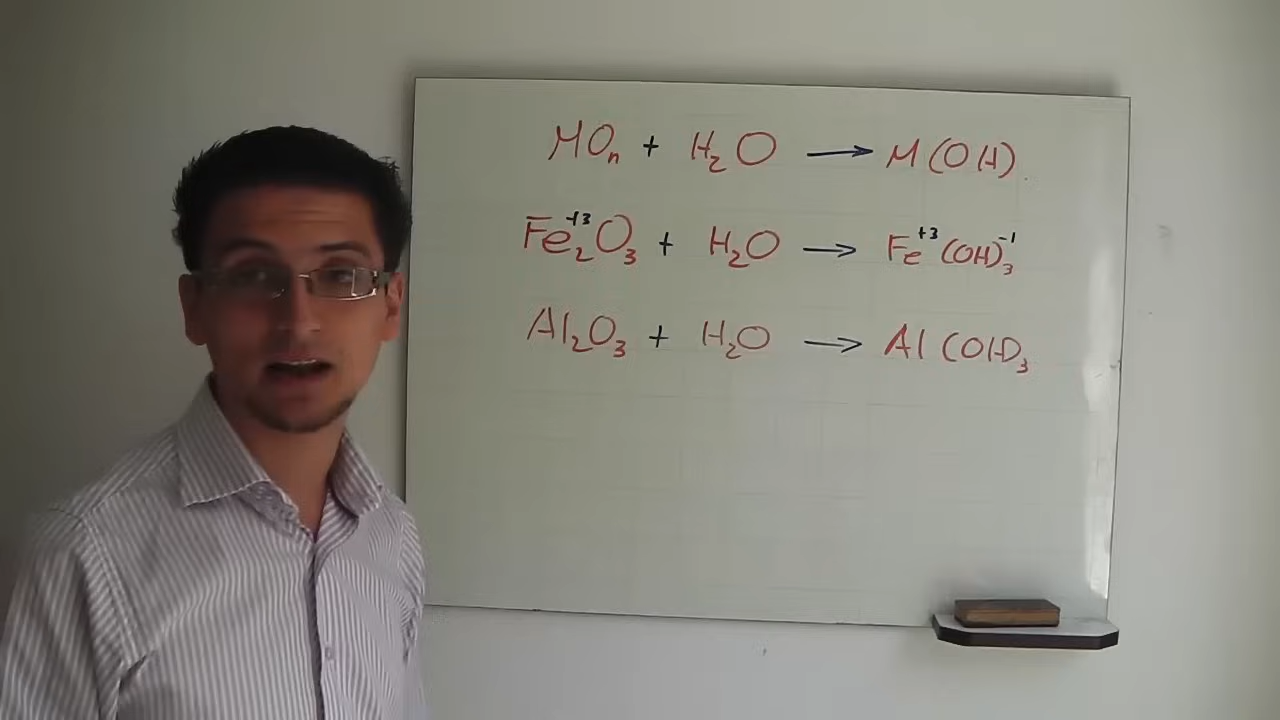 MOₙ + H₂O → M(OH)
Fe₂⁺³O₃ + H₂O → Fe⁺³(OH)₃⁻¹
Al₂O₃ + H₂O → Al(OH)₃